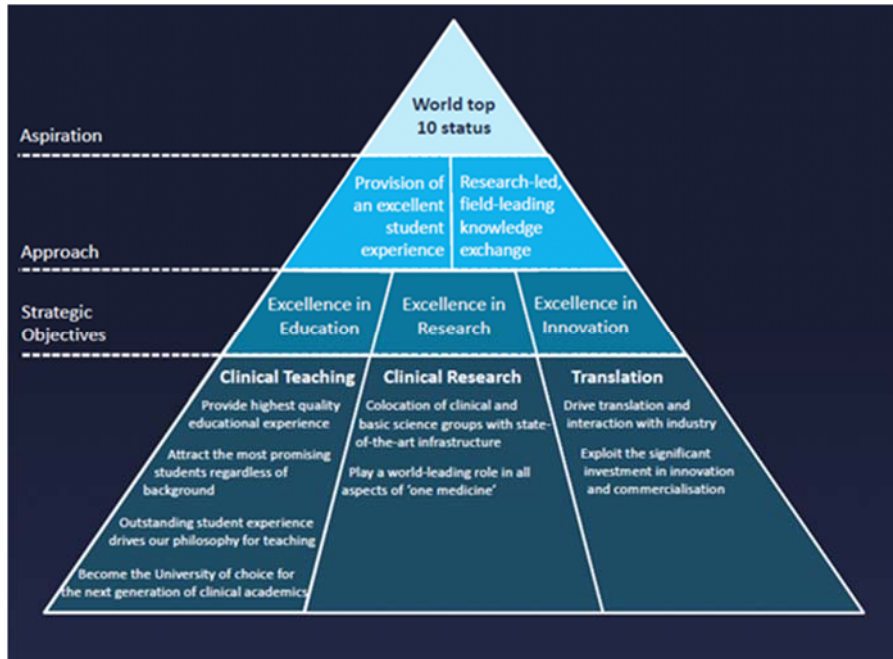 World top
10 status
Aspiration
Provision of
an excellent
student
experience
Research-led,
field-leading
knowledge
exchange
Approach
Strategic
Objectives
Excellence in
Education
Excellence in
Research
Excellence in
Innovation
Clinical Teaching
Provide highest quality
educational experience
Attract the most promising
students regardless of
background
Outstanding student experience
drives our philosophy for teaching
Become the University of choice for
the next generation of clinical academics
Clinical Research
Colocation of clinical and
basic science groups with state-
of-the-art infrastructure
Play a world-leading role in all
aspects of ‘one medicine’
Translation
Drive translation and
interaction with industry
Exploit the significant
investment in innovation
and commercialisation